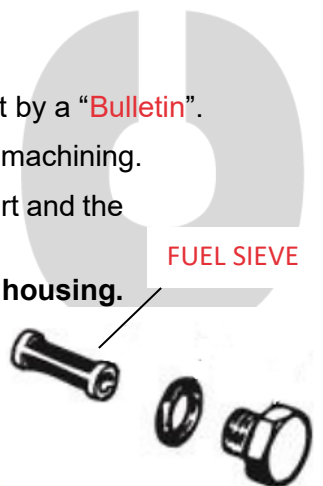 t by a “Bulletin”.
machining.
rt and the
FUEL SIEVE
housing.